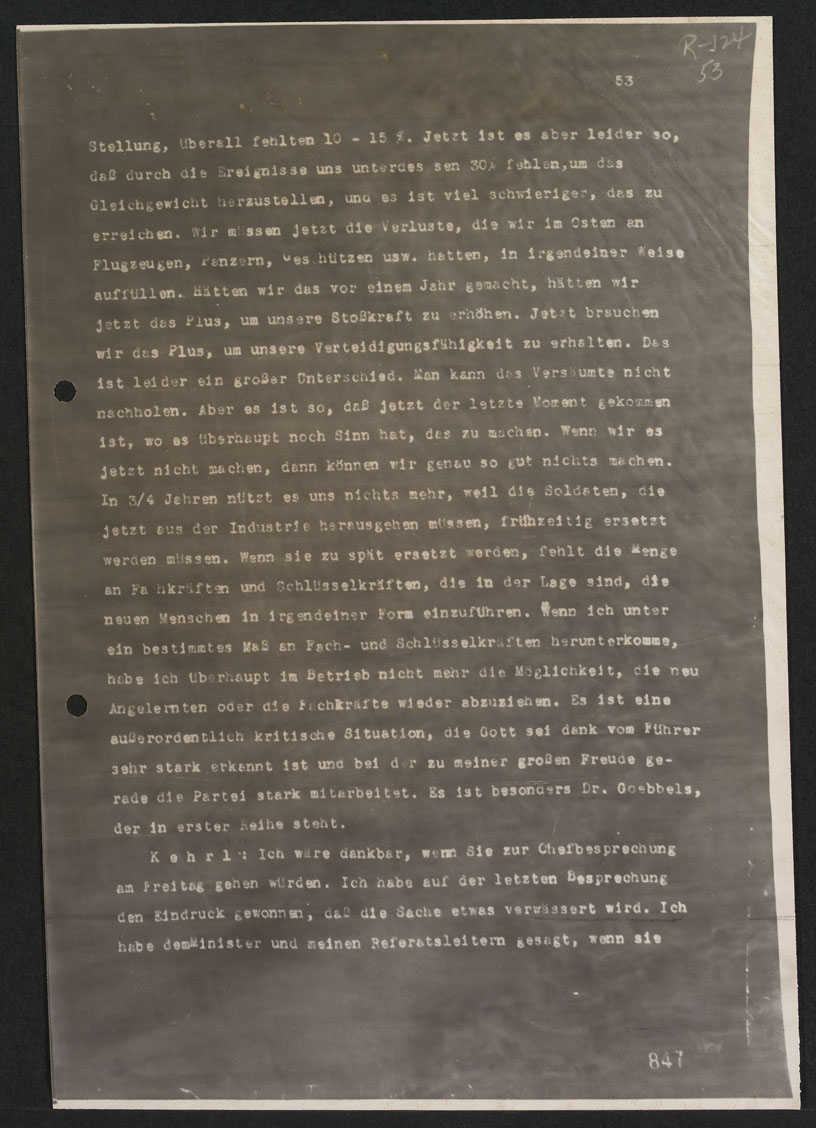 R-124
53
53
Stellung, überall fehlten 10 - 15 %. Jetzt ist es aber leider so,
daß durch die Ereignisse uns unterdes sen 30% fehlen,um das
Gleichgewicht herzustellen, und es ist viel schwieriger, das zu
erreichen. Wir müssen jetzt die Verluste, die wir im Osten an
Flugzeugen, Panzern, Geschützen usw. hatten, in irgendeiner Weise
auffüllen. Hätten wir das vor einem Jahr gemacht, hätten wir
jetzt das Plus, um unsere Stoßkraft zu erhöhen. Jetzt brauchen
wir das Plus, um unsere Verteidigungsfähigkeit zu erhalten. Das
ist leider ein großer Unterschied. Man kann das Versäumte nicht
nachholen. Aber es ist so, daß jetzt der letzte Moment gekommen
ist, wo es überhaupt noch Sinn hat, das zu machen. Wenn wir es
jetzt nicht machen, dann können wir genau so gut nichts machen.
In 3/4 Jahren nützt es uns nichts mehr, weil die Soldaten, die
jetzt aus der Industrie herausgehen müssen, frühzeitig ersetzt
werden müssen. Wenn sie zu spät ersetzt werden, fehlt die Menge
an Fachkräften und Schlüsselkräften, die in der Lage sind, die
neuen Menschen in irgendeiner Form einzuführen. Wenn ich unter
ein bestimmtes Maß an Fach- und Schlüsselkräften herunterkomme,
habe ich überhaupt im Betrieb nicht mehr die Möglichkeit, die neu
Angelernten oder die Fachkräfte wieder abzuziehen. Es ist eine
außerordentlich kritische Situation, die Gott sei dank vom Führer
sehr stark erkannt ist und bei der zu meiner großen Freude ge-
rade die Partei stark mitarbeitet. Es ist besonders Dr. Goebbels,
der in erster Reihe steht.
K e h r l : Ich wäre dankbar, wenn Sie zur Chefbesprechung
am Freitag gehen würden. Ich habe auf der letzten Besprechung
den Eindruck gewonnen, daß die Sache etwas verwässert wird. Ich
habe demMinister und meinen Referatsleitern gesagt, wenn sie
847